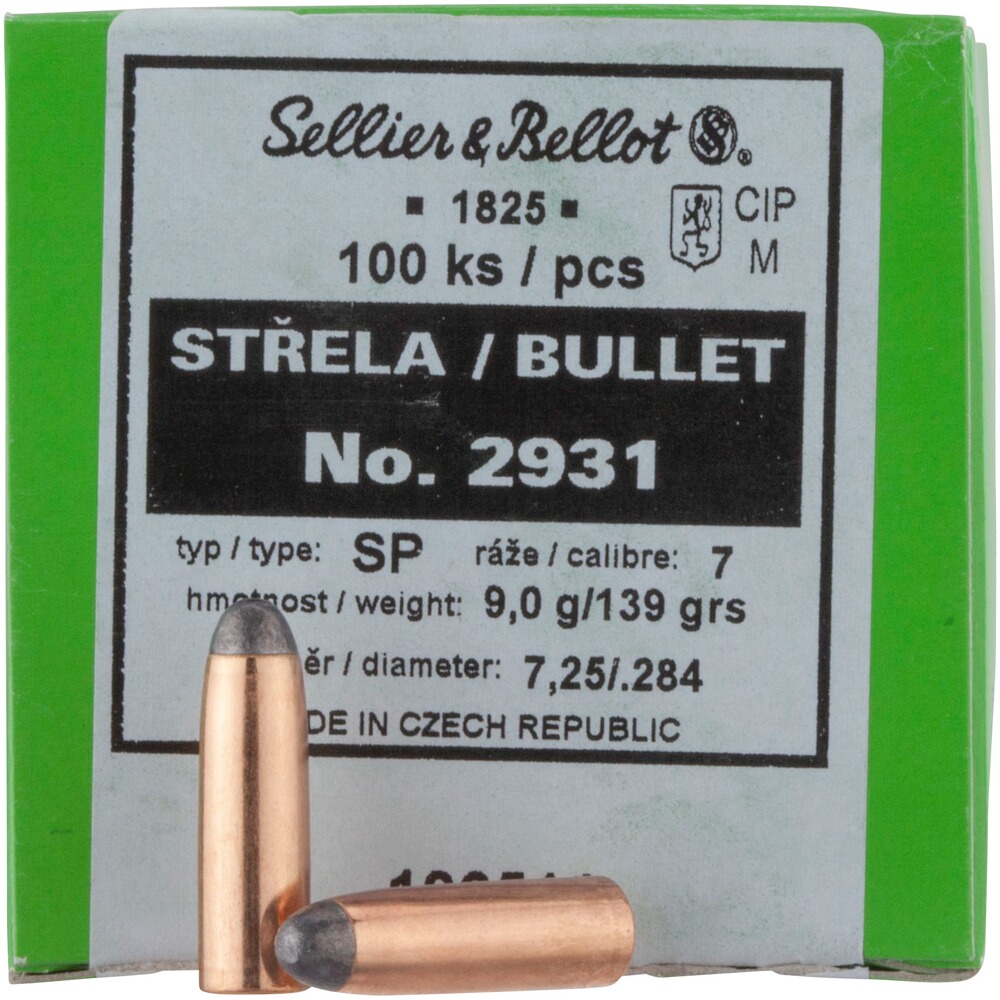 Sellier & Bellot ®
▪ 1825 ▪
CIP
100 ks / pcs
M
STŘELA / BULLET
No. 2931
typ / type: SP ráže / calibre: 7
/ weight: 9,0 g/139 grs
/ diameter: 7,25/.284
IN CZECH REPUBLIC